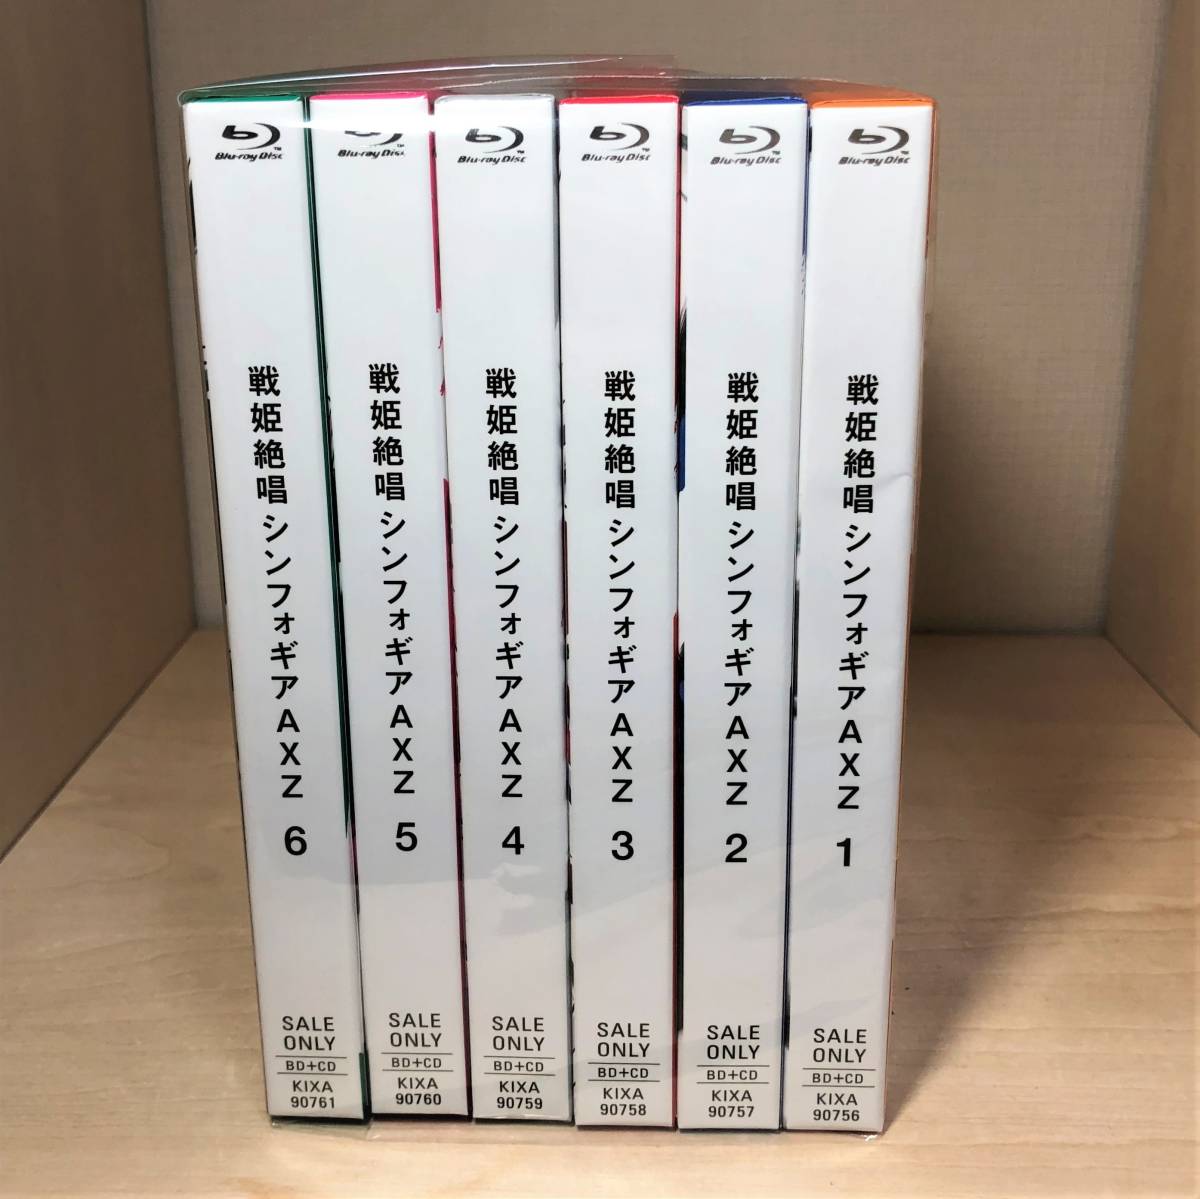 Blu-ray Disc™
戦姫絶唱シンフォギアAXZ
6
SALE
ONLY
BD+CD
KIXA
90761
Blu-ray Disc™
戦姫絶唱シンフォギアAXZ
5
SALE
ONLY
BD+CD
KIXA
90760
Blu-ray Disc™
戦姫絶唱シンフォギアAXZ
4
SALE
ONLY
BD+CD
KIXA
90759
Blu-ray Disc™
戦姫絶唱シンフォギアAXZ
3
SALE
ONLY
BD+CD
KIXA
90758
Blu-ray Disc™
戦姫絶唱シンフォギアAXZ
2
SALE
ONLY
BD+CD
KIXA
90757
Blu-ray Disc™
戦姫絶唱シンフォギアAXZ
1
SALE
ONLY
BD+CD
KIXA
90756